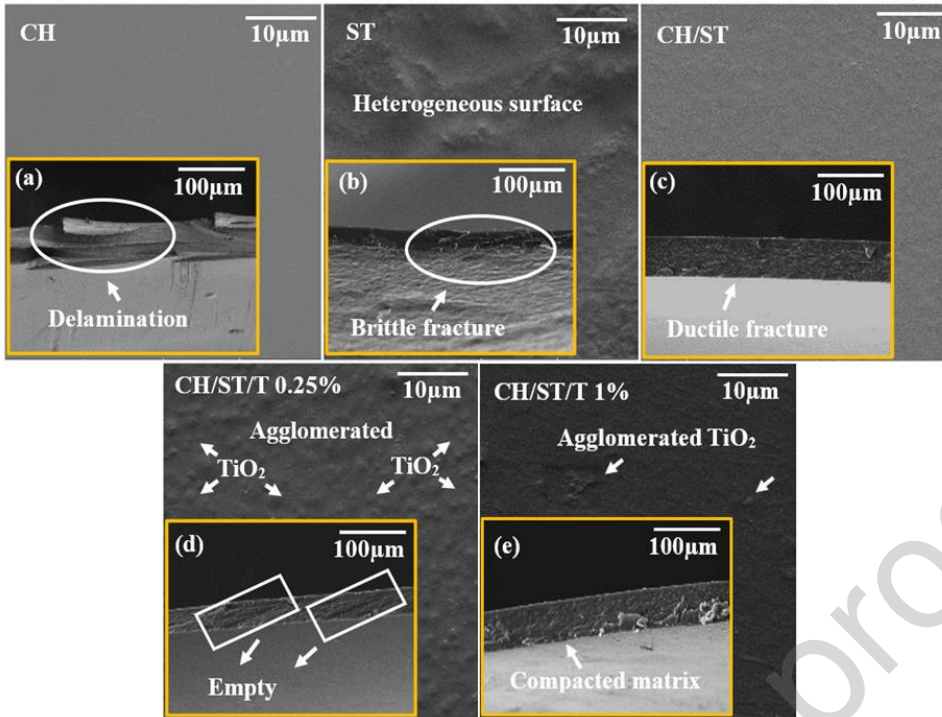 CH
10µm
(a)
100µm
Delamination
ST
10µm
Heterogeneous surface
(b)
100µm
Brittle fracture
CH/ST
10µm
(c)
100µm
Ductile fracture
CH/ST/T 0.25%
10µm
Agglomerated
TiO₂ TiO₂
(d)
100µm
Empty
CH/ST/T 1%
10µm
Agglomerated TiO₂
(e)
100µm
Compacted matrix